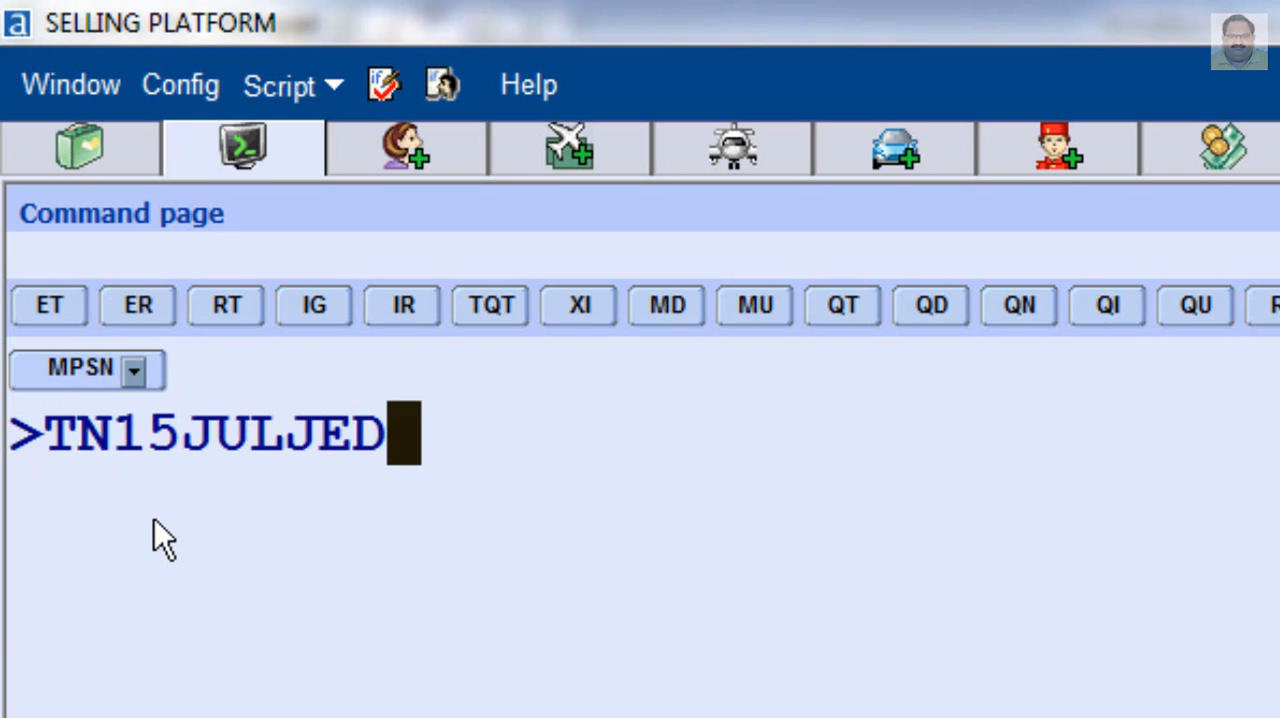 a SELLING PLATFORM
Window Config Script Help
Command page
ET ER RT IG IR TQT XI MD MU QT QD QN QI QU R
MPSN
>TN15JULJED